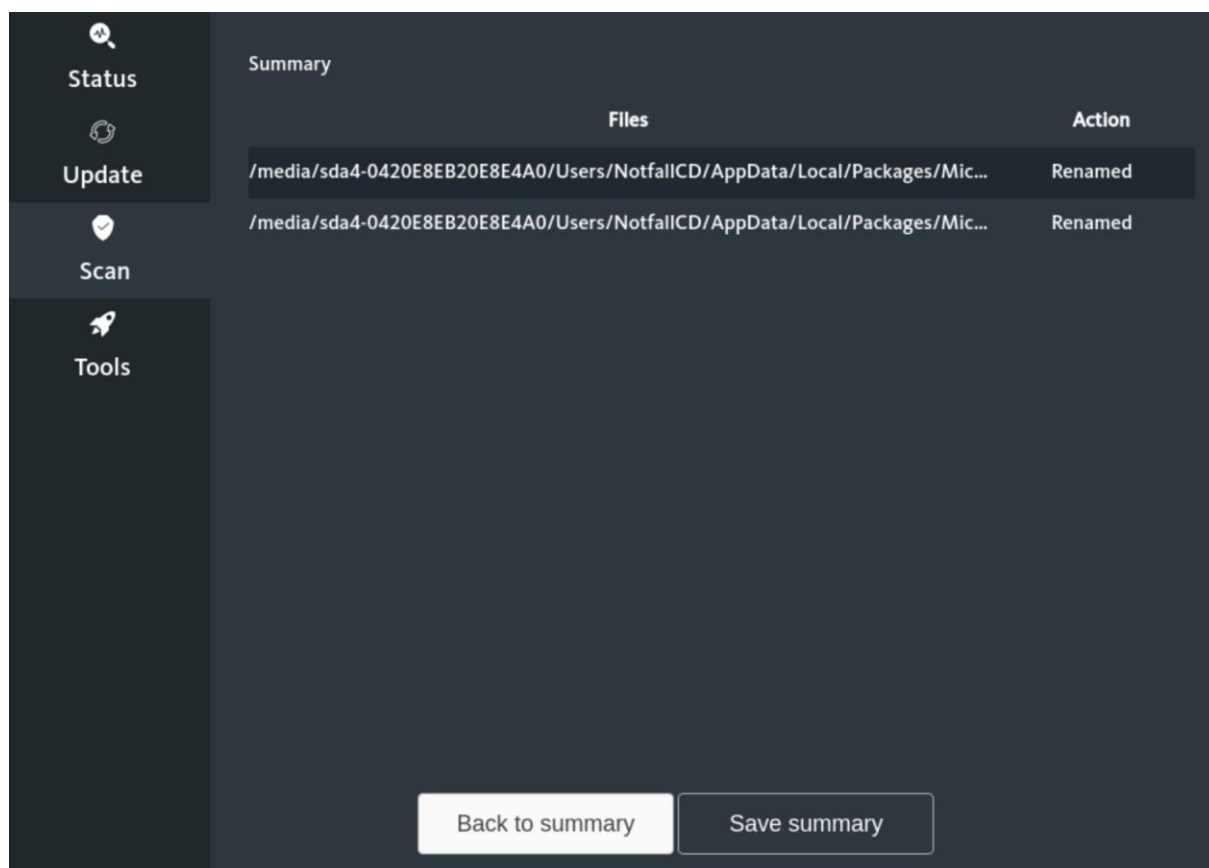 Status
Update
Scan
Tools
Summary
Files Action
/media/sda4-0420E8EB20E8E4A0/Users/NotfallCD/AppData/Local/Packages/Mic... Renamed
/media/sda4-0420E8EB20E8E4A0/Users/NotfallCD/AppData/Local/Packages/Mic... Renamed
Back to summary Save summary